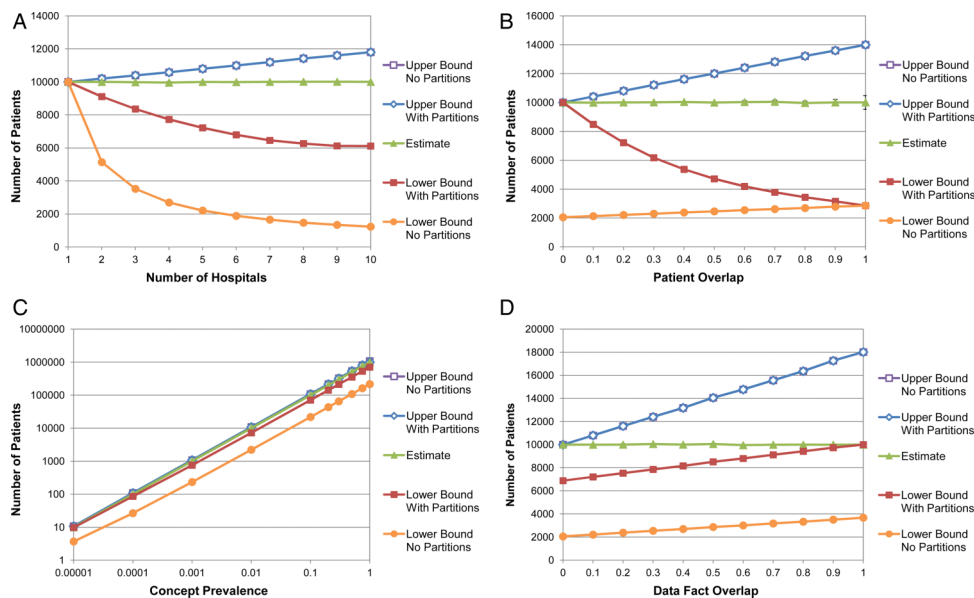 A
12000
14000
12000
10000
8000
6000
4000
2000
0
Number of Patients
1 2 3 4 5 6 7 8 9 10
Number of Hospitals
Upper Bound
No Partitions
Upper Bound
With Partitions
Estimate
Lower Bound
With Partitions
Lower Bound
No Partitions
B
16000
14000
12000
10000
8000
6000
4000
2000
0
Number of Patients
0 0.1 0.2 0.3 0.4 0.5 0.6 0.7 0.8 0.9 1
Patient Overlap
Upper Bound
No Partitions
Upper Bound
With Partitions
Estimate
Lower Bound
With Partitions
Lower Bound
No Partitions
C
10000000
1000000
100000
10000
1000
100
10
1
Number of Patients
0.00001 0.0001 0.001 0.01 0.1 1
Concept Prevalence
Upper Bound
No Partitions
Upper Bound
With Partitions
Estimate
Lower Bound
With Partitions
Lower Bound
No Partitions
D
20000
18000
16000
14000
12000
10000
8000
6000
4000
2000
0
Number of Patients
0 0.1 0.2 0.3 0.4 0.5 0.6 0.7 0.8 0.9 1
Data Fact Overlap
Upper Bound
No Partitions
Upper Bound
With Partitions
Estimate
Lower Bound
With Partitions
Lower Bound
No Partitions